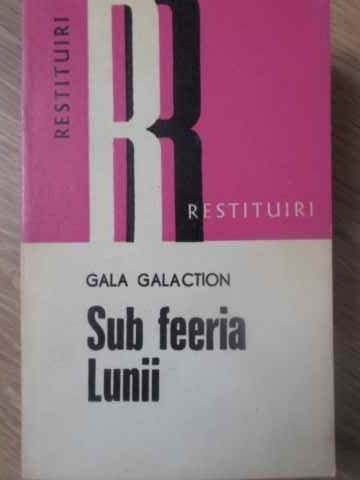 RESTITUIRI
R
RESTITUIRI
GALA GALACTION
Sub feeria
Lunii